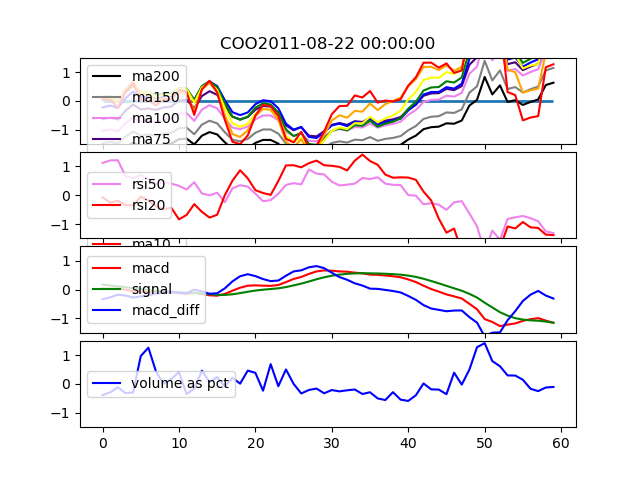 COO2011-08-22 00:00:00
1
0
−1
ma200
ma150
ma100
ma75
1
0
−1
rsi50
rsi20
ma10
1
0
−1
macd
signal
macd_diff
1
0
−1
volume as pct
0 10 20 30 40 50 60